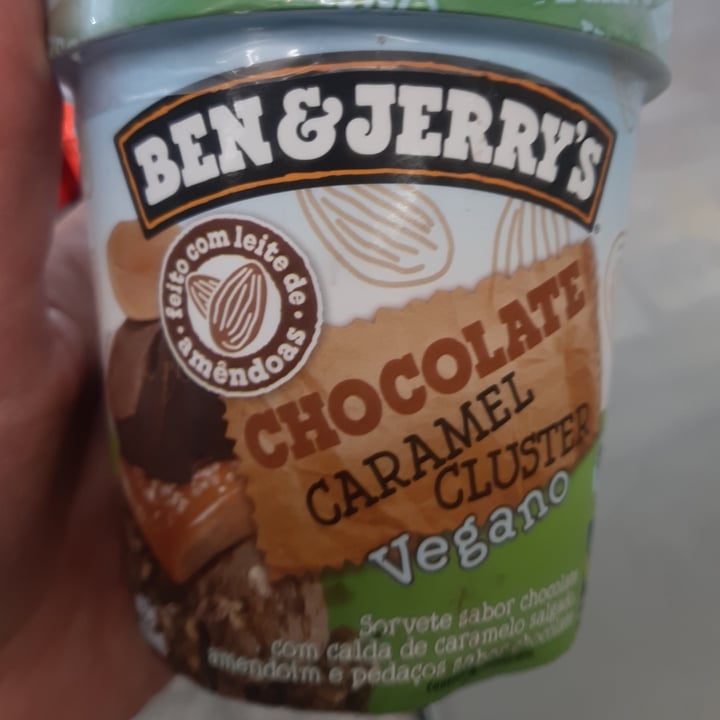 BEN & JERRY'S
feito com leite de
amêndoas
CHOCOLATE
CARAMEL
CLUSTER
Vegano
Sorvete sabor chocolate
com calda de caramelo salgado,
amendoim e pedaços sabor chocolate